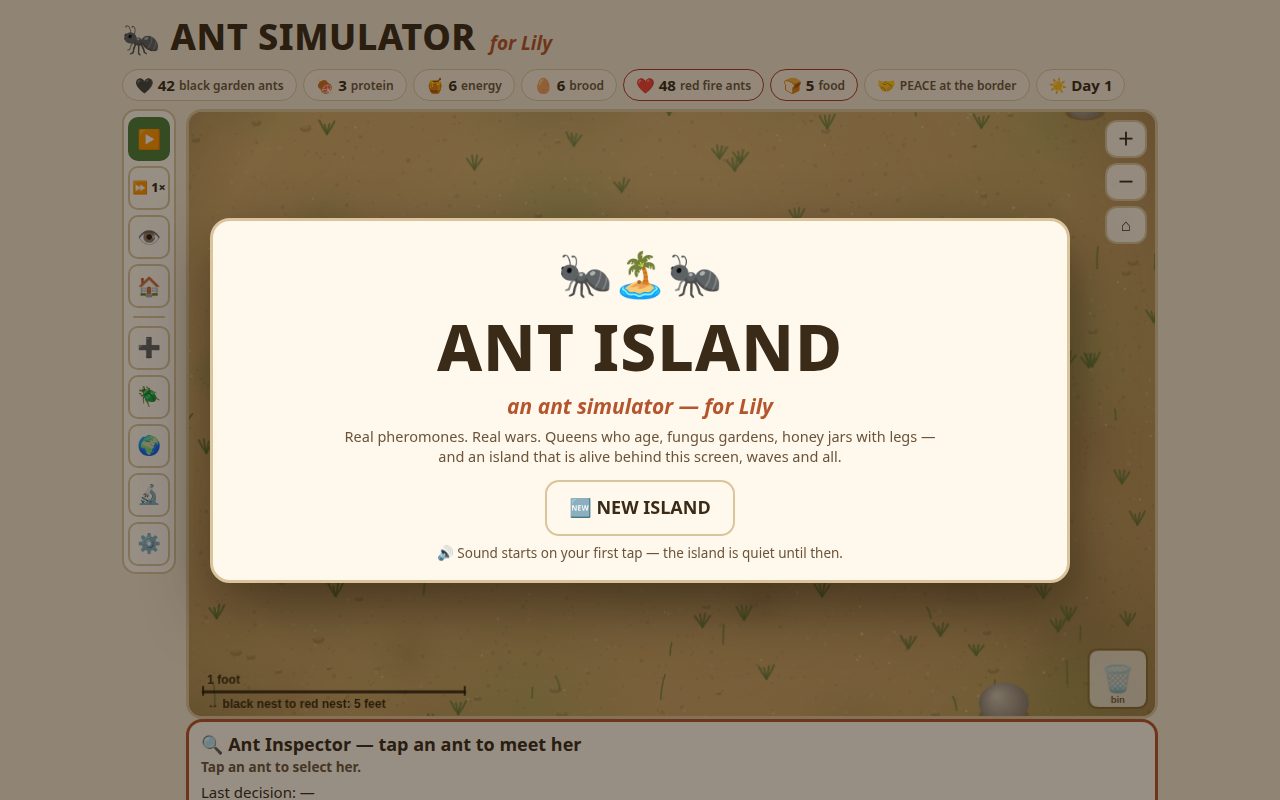 ANT SIMULATOR for Lily
42 black garden ants
3 protein
6 energy
6 brood
48 red fire ants
5 food
PEACE at the border
Day 1
1×
+
−
ANT ISLAND
an ant simulator — for Lily
Real pheromones. Real wars. Queens who age, fungus gardens, honey jars with legs —
and an island that is alive behind this screen, waves and all.
NEW NEW ISLAND
Sound starts on your first tap — the island is quiet until then.
1 foot
↔ black nest to red nest: 5 feet
bin
Ant Inspector — tap an ant to meet her
Tap an ant to select her.
Last decision: —